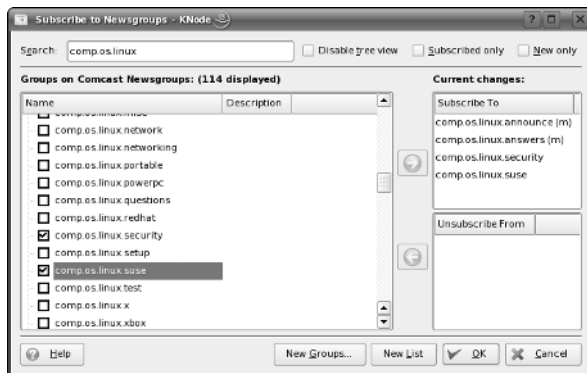 Subscribe to Newsgroups - KNode
Search: comp.os.linux Disable tree view Subscribed only New only
Groups on Comcast Newsgroups: (114 displayed)
Name Description
comp.os.linux.network
comp.os.linux.networking
comp.os.linux.portable
comp.os.linux.powerpc
comp.os.linux.questions
comp.os.linux.redhat
comp.os.linux.security
comp.os.linux.setup
comp.os.linux.suse
comp.os.linux.test
comp.os.linux.x
comp.os.linux.xbox
Current changes:
Subscribe To
comp.os.linux.announce (m)
comp.os.linux.answers (m)
comp.os.linux.security
comp.os.linux.suse
Unsubscribe From
Help New Groups... New List OK Cancel